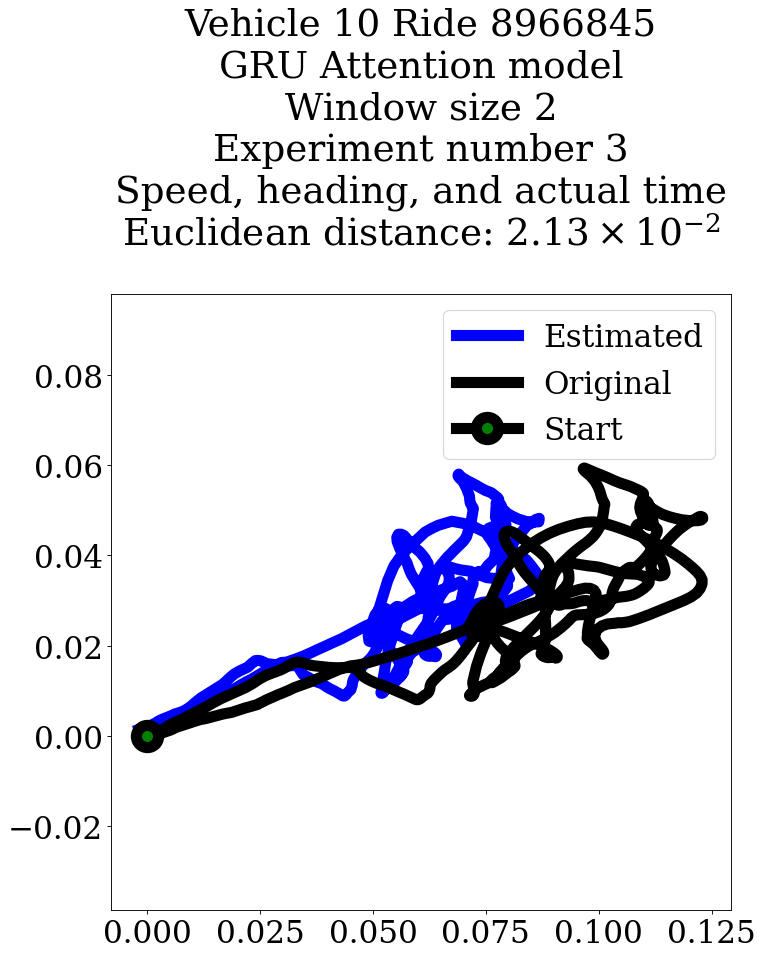 Vehicle 10 Ride 8966845
GRU Attention model
Window size 2
Experiment number 3
Speed, heading, and actual time
Euclidean distance: 2.13 × 10⁻²
Estimated
Original
Start
0.08
0.06
0.04
0.02
0.00
−0.02
0.000 0.025 0.050 0.075 0.100 0.125